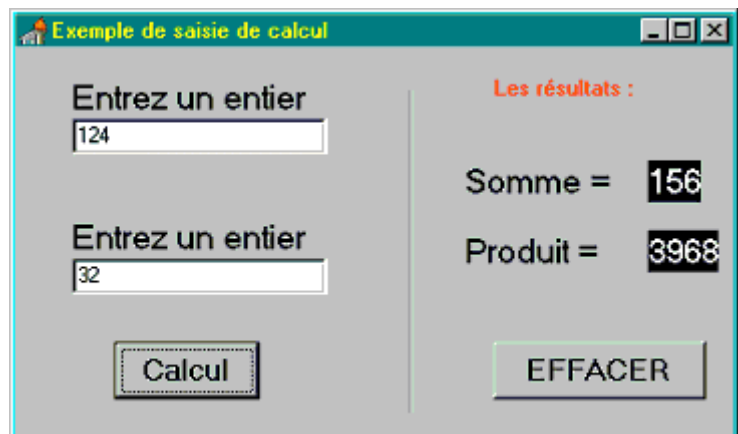 Exemple de saisie de calcul
Entrez un entier
124
Entrez un entier
32
Calcul
Les résultats :
Somme = 156
Produit = 3968
EFFACER